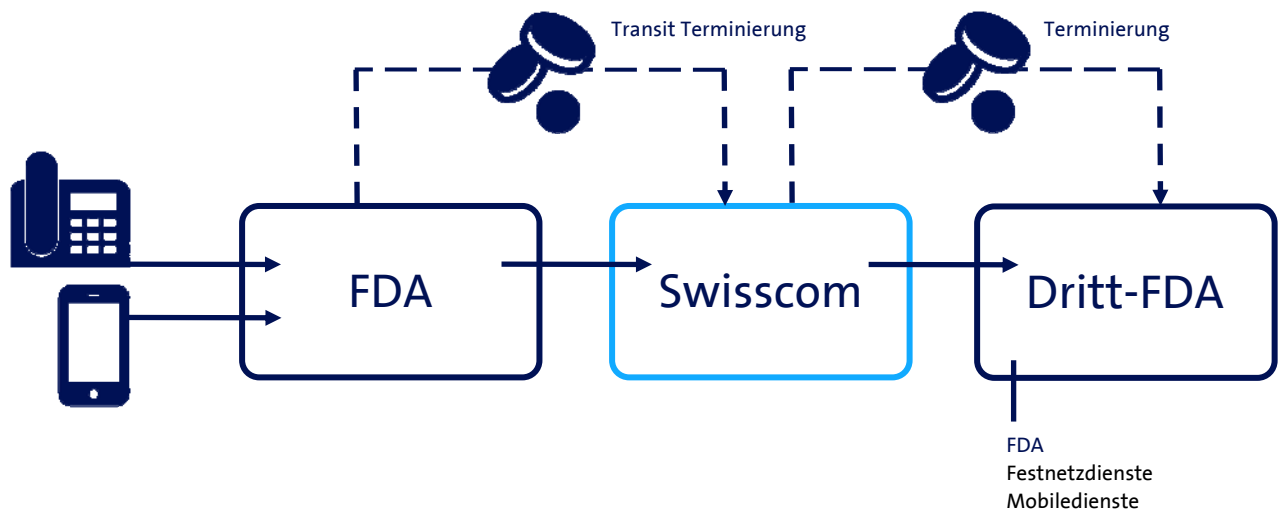 Transit Terminierung
Terminierung
FDA
Swisscom
Dritt-FDA
FDA
Festnetzdienste
Mobiledienste